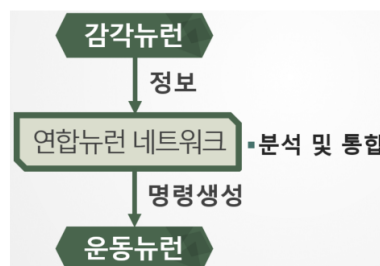 감각뉴런
정보
연합뉴런 네트워크
▪분석 및 통합
명령생성
운동뉴런